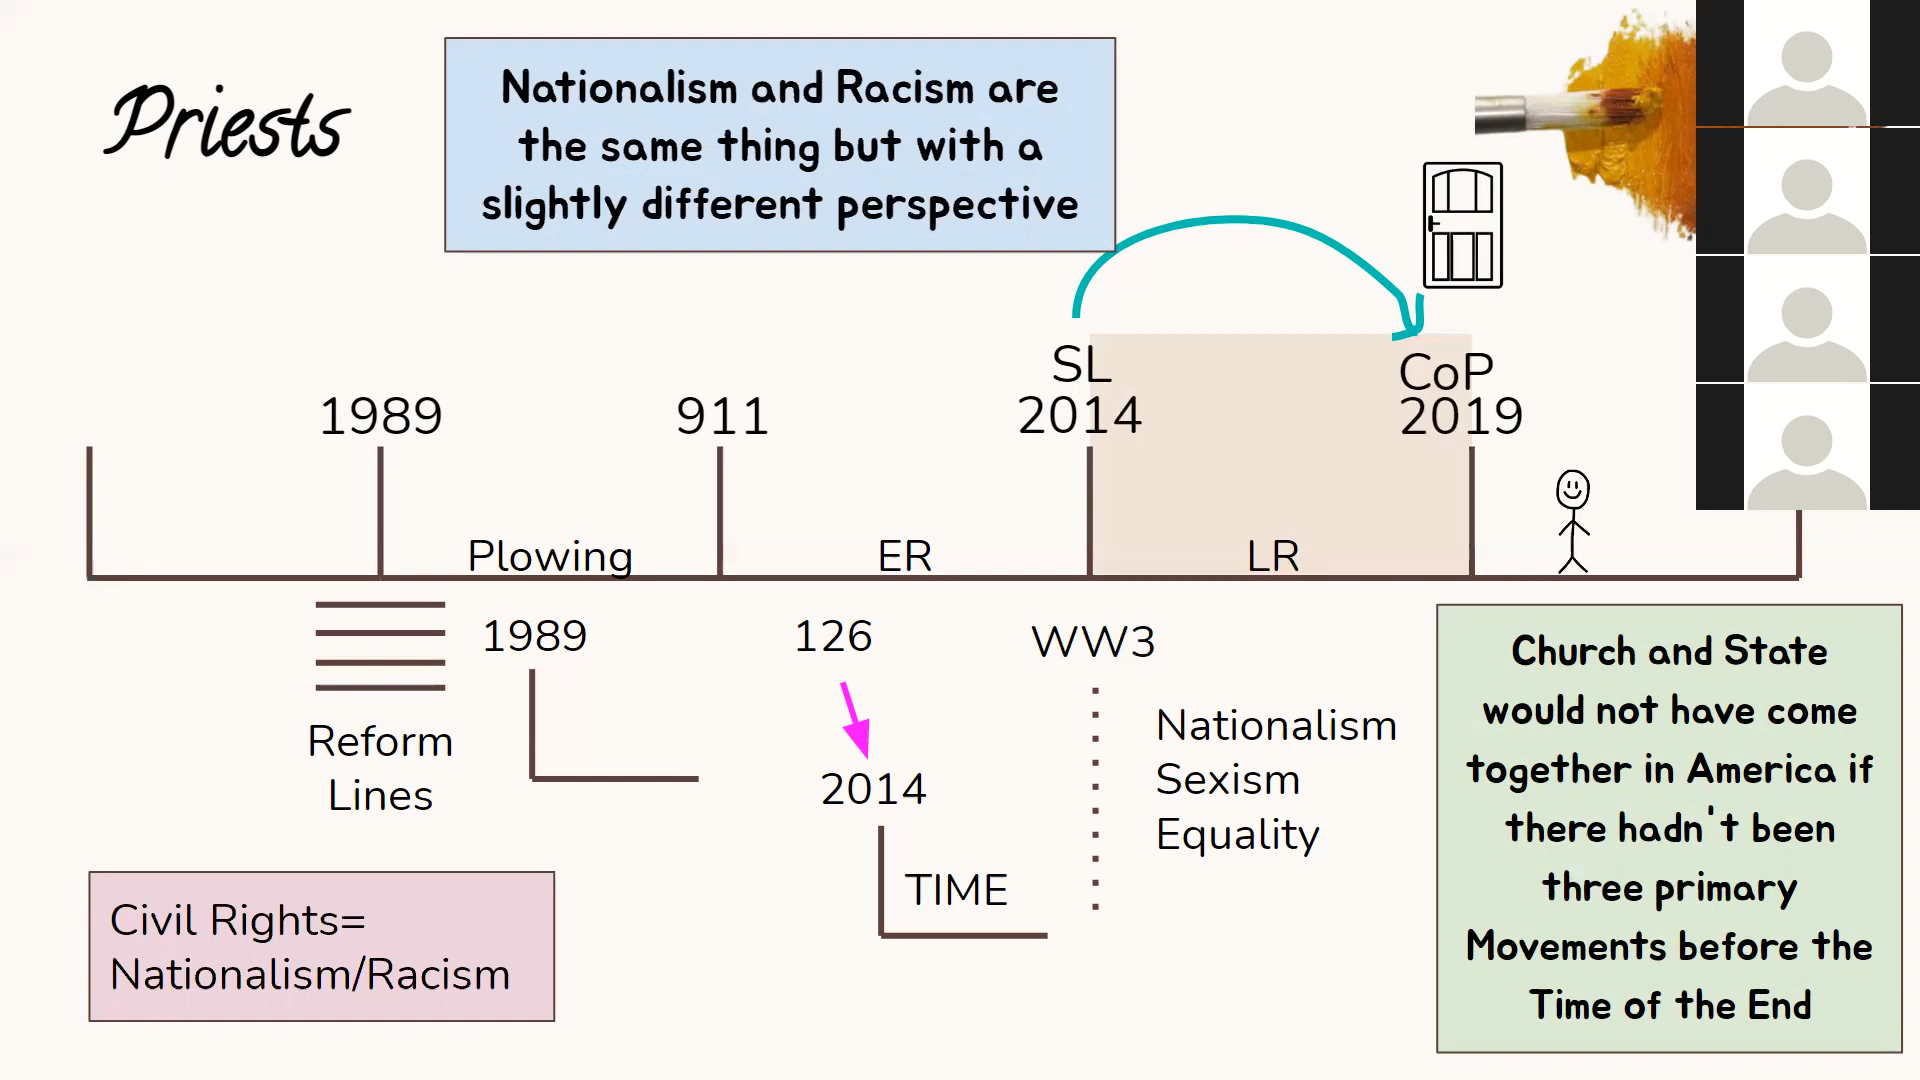 Priests
Nationalism and Racism are
the same thing but with a
slightly different perspective
SL
CoP
1989
911
2014
2019
Plowing
ER
LR
1989
126
WW3
Reform
Lines
2014
TIME
Nationalism
Sexism
Equality
Civil Rights=
Nationalism/Racism
Church and State
would not have come
together in America if
there hadn't been
three primary
Movements before the
Time of the End